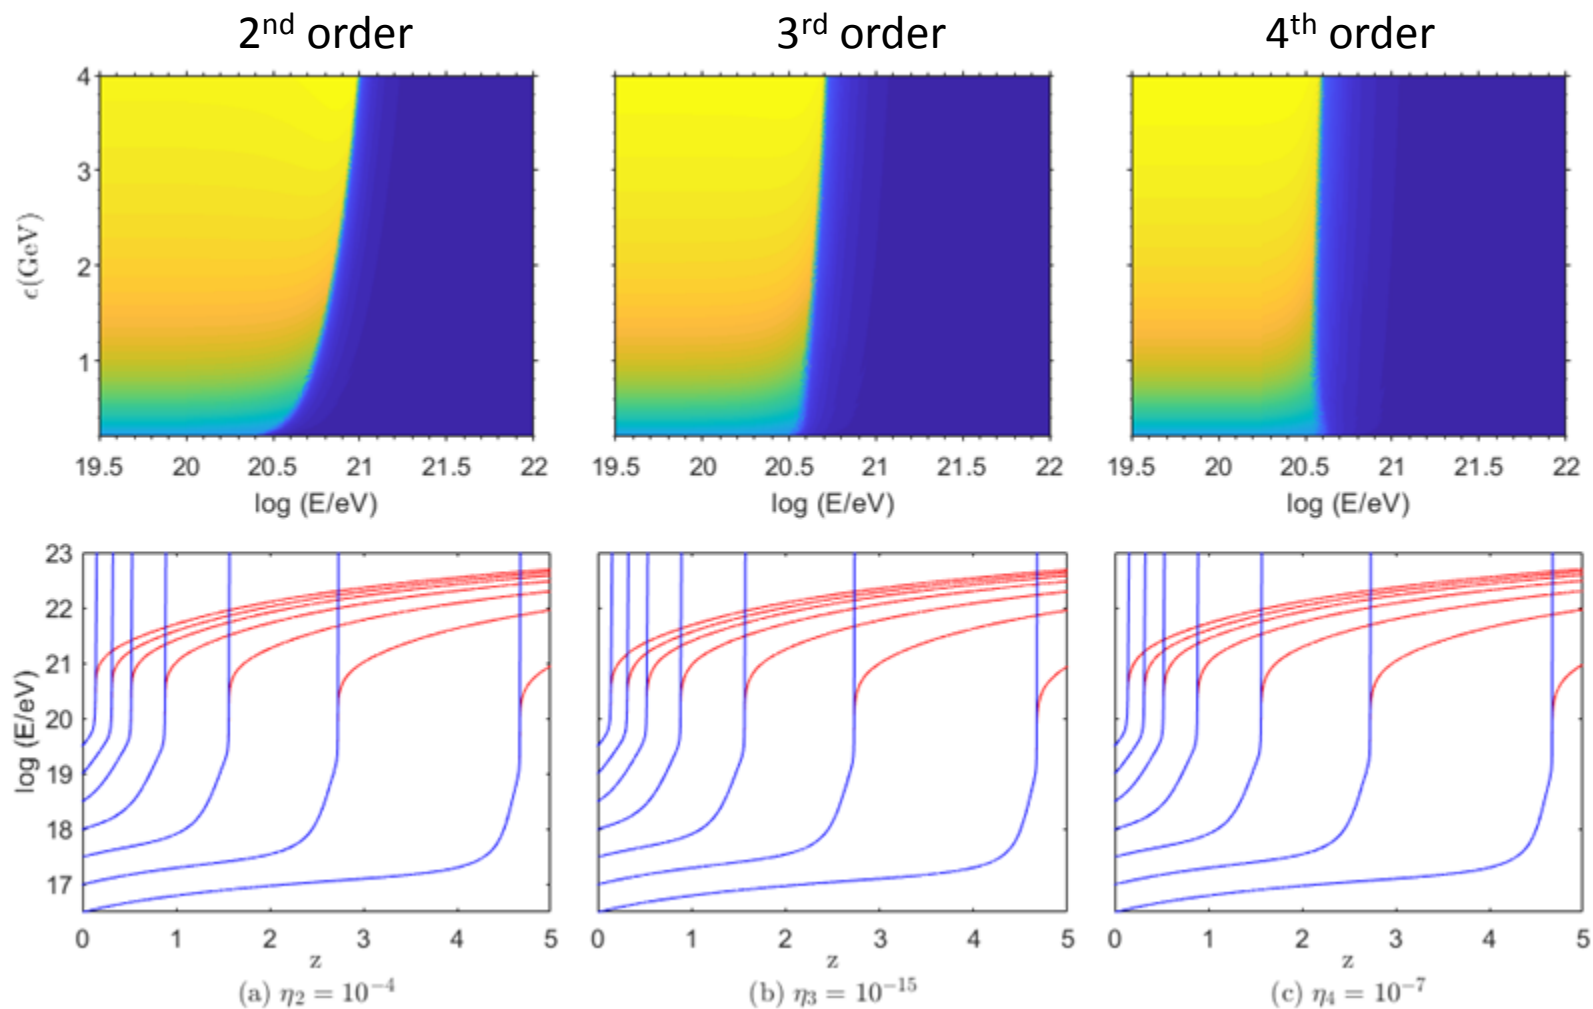 2nd order 3rd order 4th order
4
3
2
1
ϵ(GeV)
19.5 20 20.5 21 21.5 22
log (E/eV)
19.5 20 20.5 21 21.5 22
log (E/eV)
19.5 20 20.5 21 21.5 22
log (E/eV)
23
22
21
20
19
18
17
log (E/eV)
0 1 2 3 4 5
z
0 1 2 3 4 5
z
0 1 2 3 4 5
z
(a) η₂ = 10⁻⁴
(b) η₃ = 10⁻¹⁵
(c) η₄ = 10⁻⁷